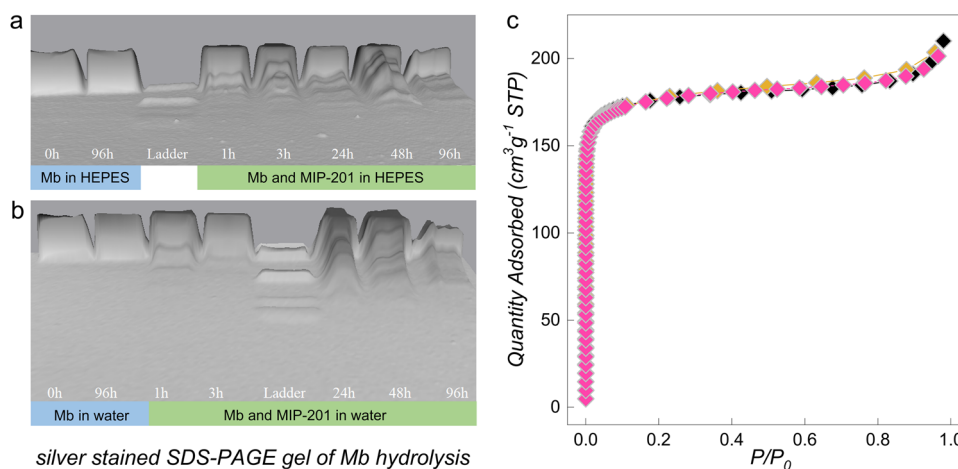 a
0h 96h Ladder 1h 3h 24h 48h 96h
Mb in HEPES Mb and MIP-201 in HEPES
b
0h 96h 1h 3h Ladder 24h 48h 96h
Mb in water Mb and MIP-201 in water
silver stained SDS-PAGE gel of Mb hydrolysis
c
Quantity Adsorbed (cm³g⁻¹ STP)
200
150
100
50
0
0.0 0.2 0.4 0.6 0.8 1.0
P/P₀